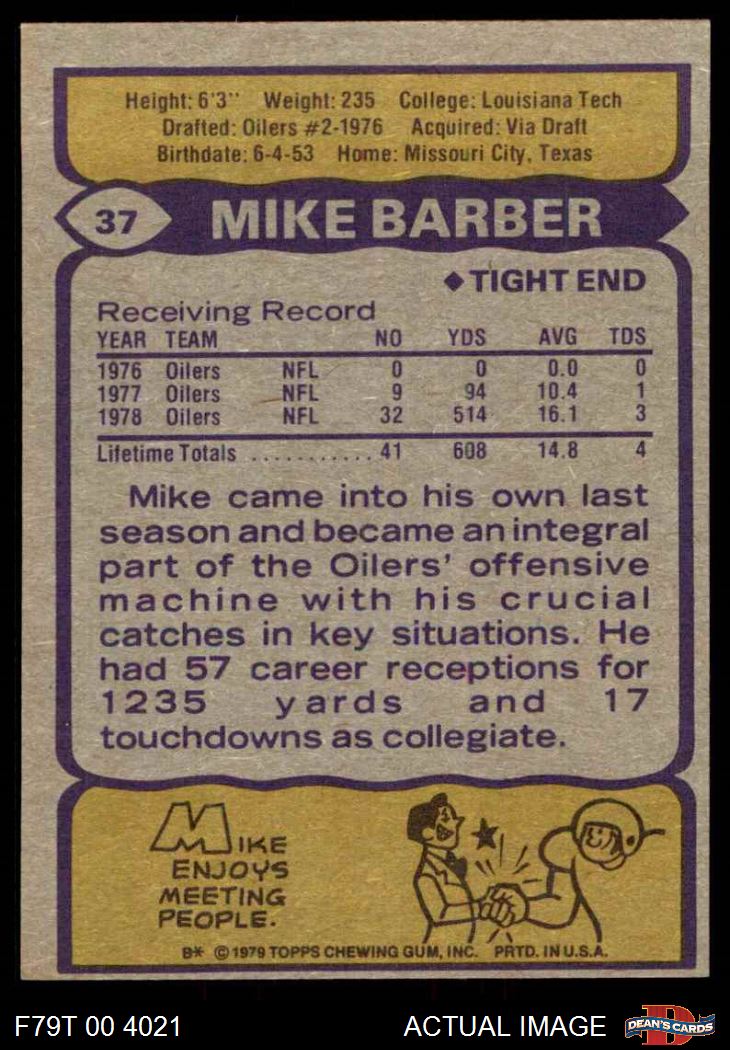 Height: 6'3" Weight: 235 College: Louisiana Tech
Drafted: Oilers #2-1976 Acquired: Via Draft
Birthdate: 6-4-53 Home: Missouri City, Texas
37 MIKE BARBER
◆TIGHT END
Receiving Record
YEAR TEAM NO YDS AVG TDS
1976 Oilers NFL 0 0 0.0 0
1977 Oilers NFL 9 94 10.4 1
1978 Oilers NFL 32 514 16.1 3
Lifetime Totals .......... 41 608 14.8 4
Mike came into his own last
season and became an integral
part of the Oilers' offensive
machine with his crucial
catches in key situations. He
had 57 career receptions for
1235 yards and 17
touchdowns as collegiate.
MIKE
ENJOYS
MEETING
PEOPLE.
B* © 1979 TOPPS CHEWING GUM, INC. PRTD. IN U.S.A.
F79T 00 4021 ACTUAL IMAGE D DEAN'S CARDS